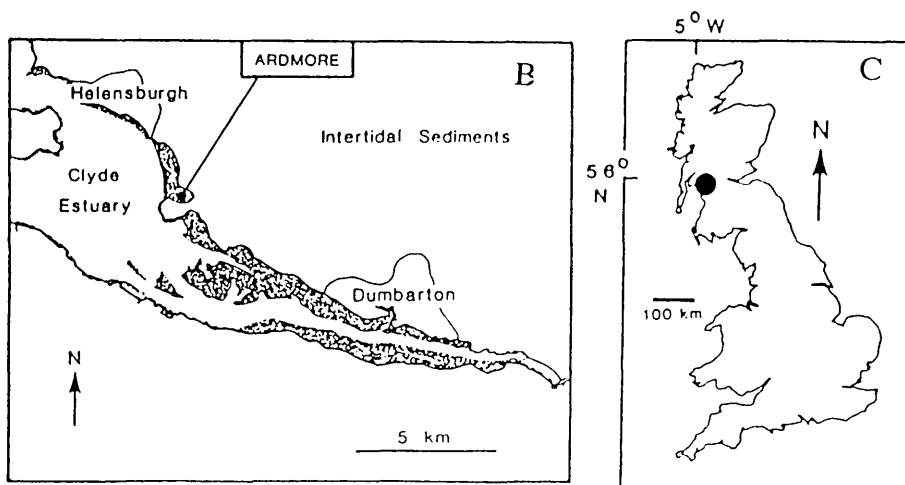 ARDMORE
B
Helensburgh
Intertidal Sediments
Clyde
Estuary
Dumbarton
N
5 km
5° W
C
56°
N
N
100 km